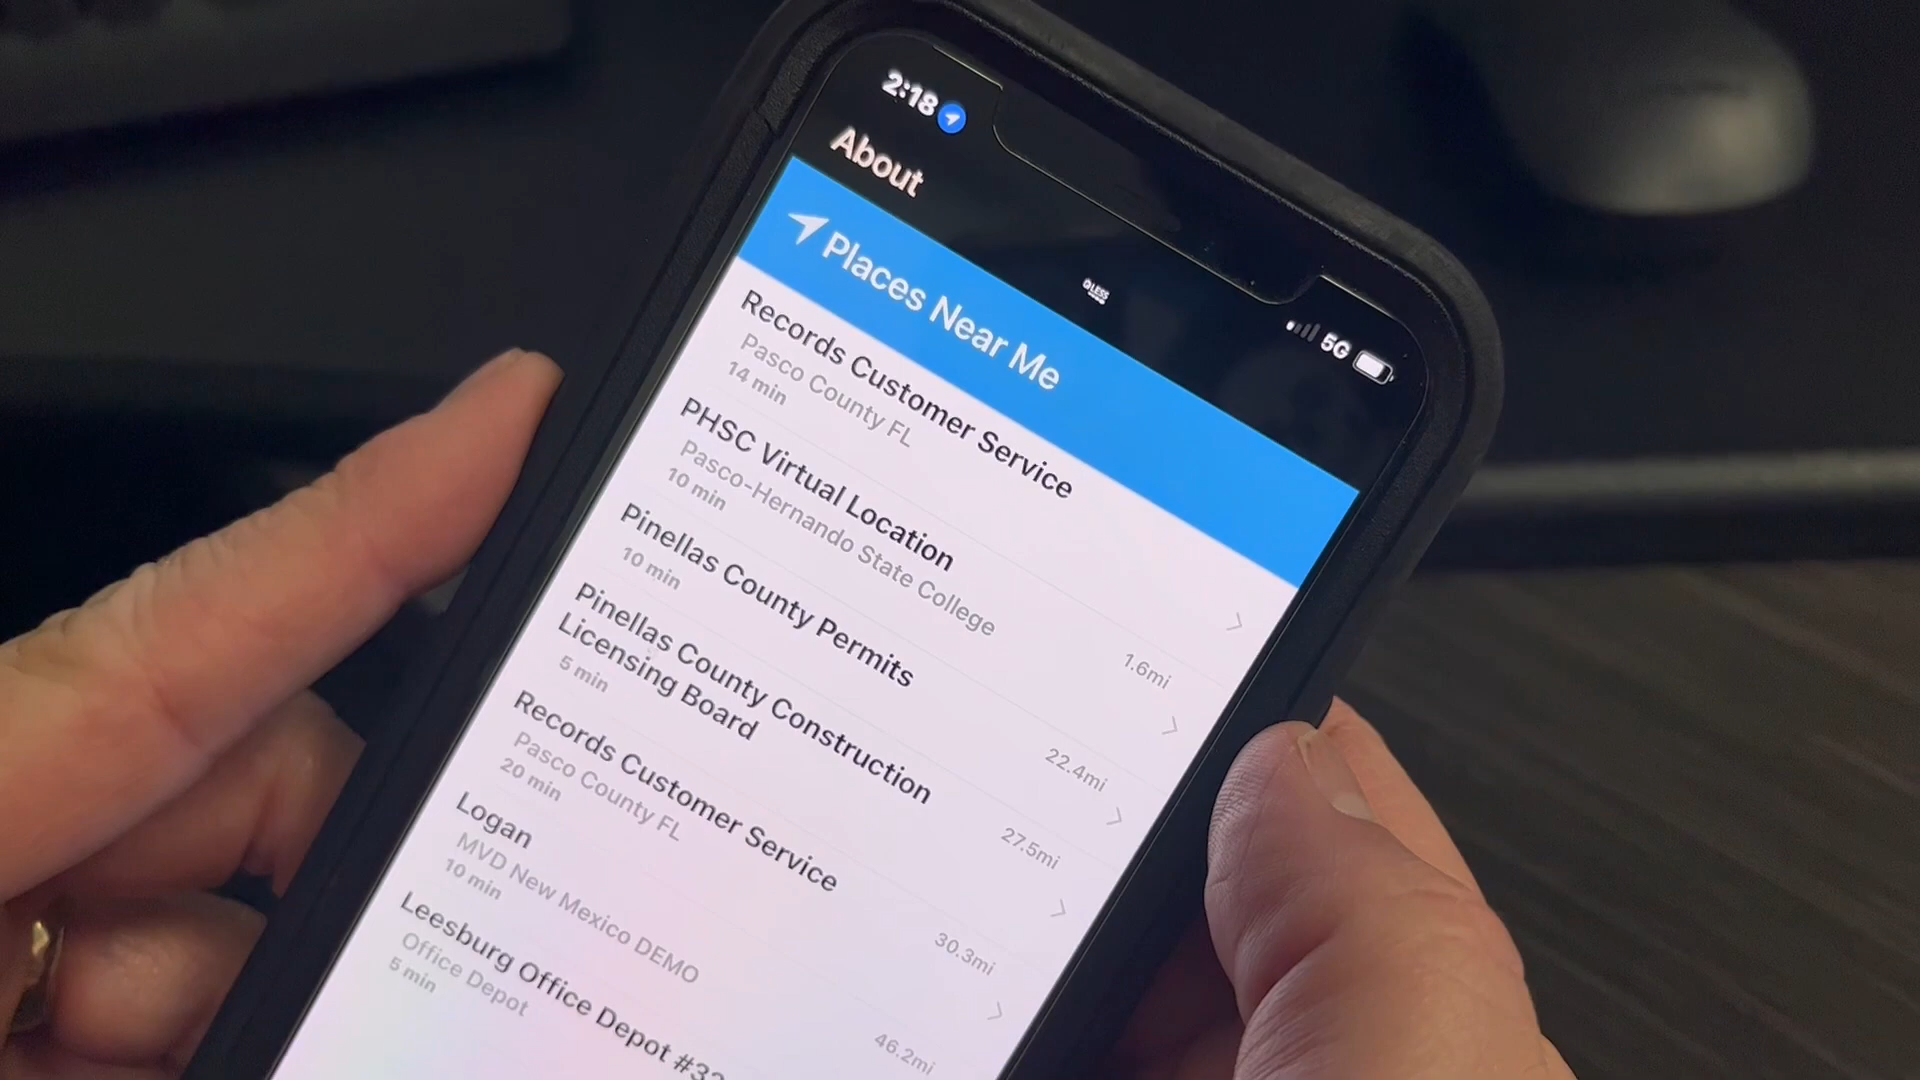 2:18
5G
About
QLESS
Places Near Me
Records Customer Service
Pasco County FL
14 min
1.6mi
PHSC Virtual Location
Pasco-Hernando State College
10 min
22.4mi
Pinellas County Permits
10 min
27.5mi
Pinellas County Construction
Licensing Board
5 min
30.3mi
Records Customer Service
Pasco County FL
20 min
46.2mi
Logan
MVD New Mexico DEMO
10 min
Leesburg Office Depot
Office Depot
5 min